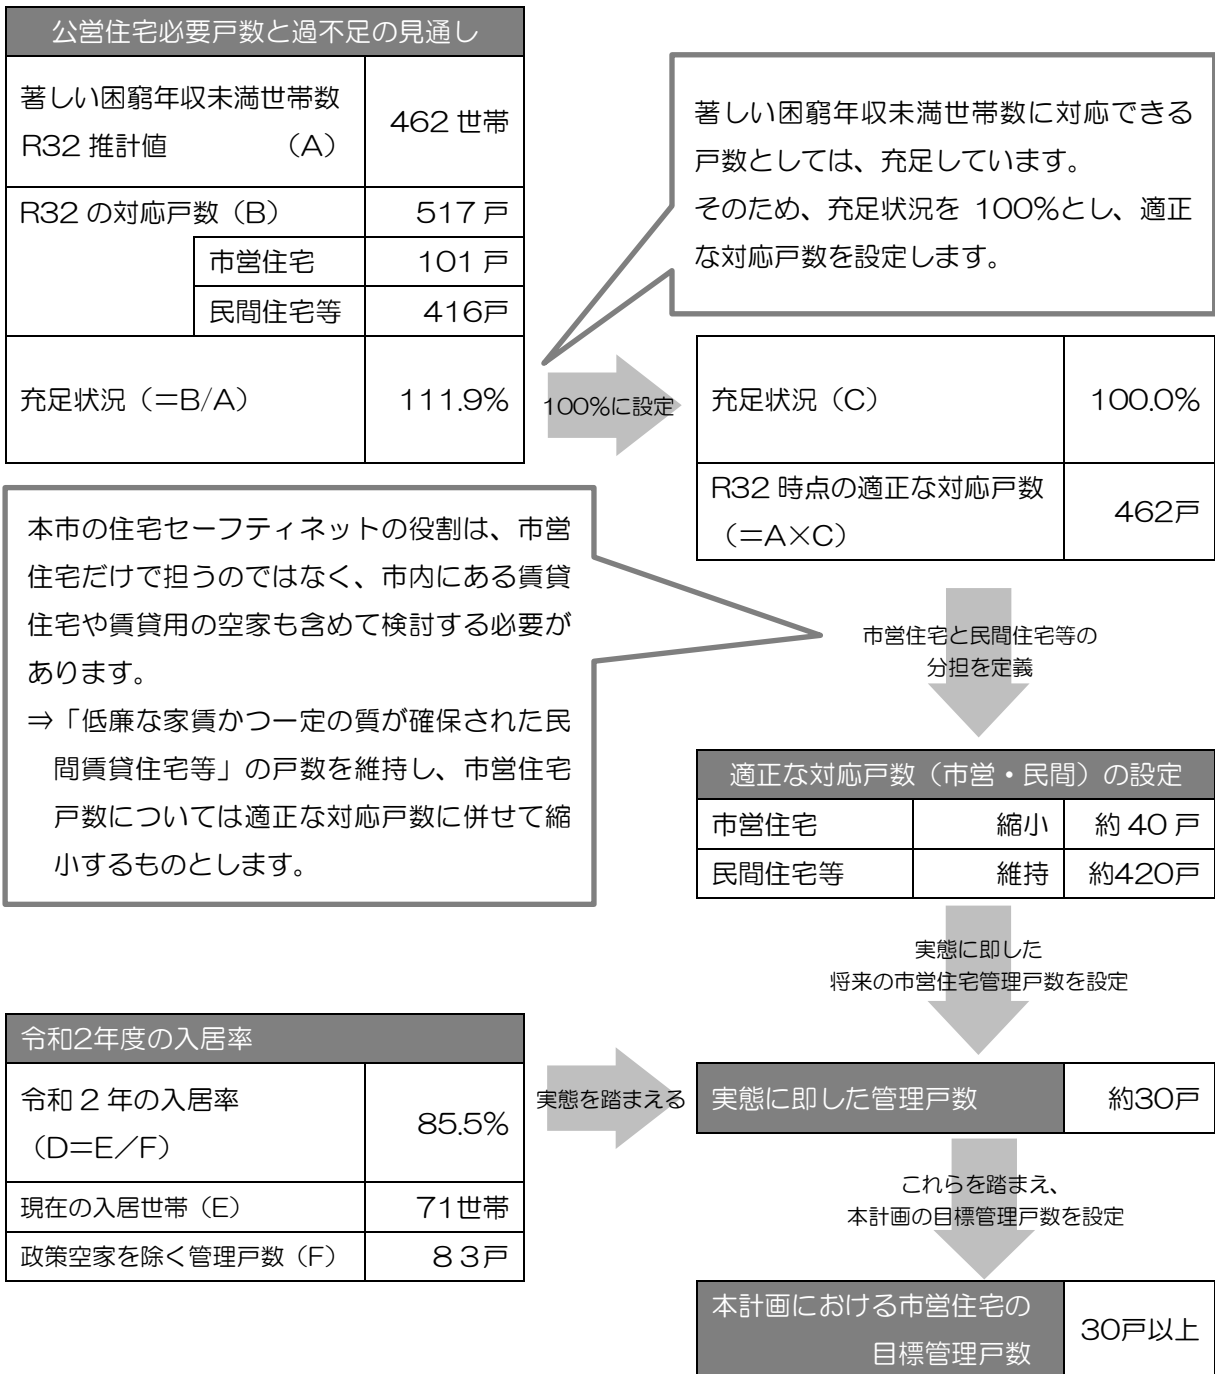 公営住宅必要戸数と過不足の見通し
著しい困窮年収未満世帯数
R32 推計値 （A）
462 世帯
R32 の対応戸数（B）
517 戸
市営住宅
101 戸
民間住宅等
416戸
充足状況（＝B/A）
111.9%
著しい困窮年収未満世帯数に対応できる
戸数としては、充足しています。
そのため、充足状況を 100%とし、適正
な対応戸数を設定します。
100%に設定
充足状況（C）
100.0%
R32 時点の適正な対応戸数
（＝A×C）
462戸
本市の住宅セーフティネットの役割は、市営
住宅だけで担うのではなく、市内にある賃貸
住宅や賃貸用の空家も含めて検討する必要が
あります。
⇒「低廉な家賃かつ一定の質が確保された民
間賃貸住宅等」の戸数を維持し、市営住宅
戸数については適正な対応戸数に併せて縮
小するものとします。
市営住宅と民間住宅等の
分担を定義
適正な対応戸数（市営・民間）の設定
市営住宅
縮小
約 40 戸
民間住宅等
維持
約420戸
実態に即した
将来の市営住宅管理戸数を設定
令和2年度の入居率
令和 2 年の入居率
（D＝E／F）
85.5%
現在の入居世帯（E）
71世帯
政策空家を除く管理戸数（F）
８３戸
実態を踏まえる
実態に即した管理戸数
約30戸
これらを踏まえ、
本計画の目標管理戸数を設定
本計画における市営住宅の
目標管理戸数
30戸以上